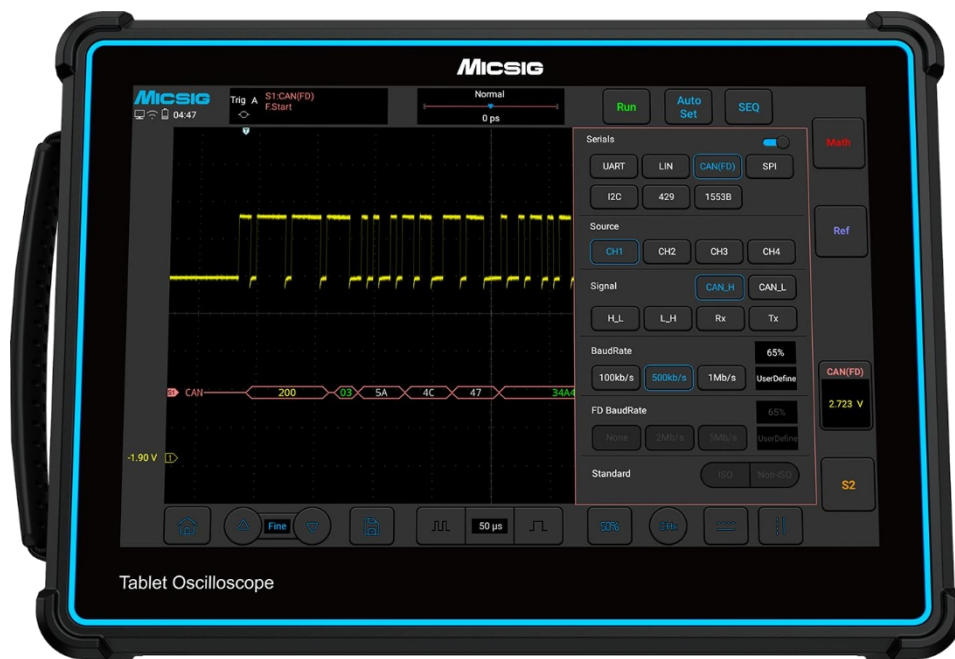 MICSIG
MICSIG
04:47
Trig A S1:CAN(FD)
F.Start
Normal
0 ps
Run
Auto
Set
SEQ
Math
Ref
Serials
UART LIN CAN(FD) SPI
I2C 429 1553B
Source
CH1 CH2 CH3 CH4
Signal CAN_H CAN_L
H_L L_H Rx Tx
BaudRate 65%
100kb/s 500kb/s 1Mb/s UserDefine
FD BaudRate 65%
None 2Mb/s 5Mb/s UserDefine
Standard ISO Non-ISO
T
S1 CAN 200 03 5A 4C 47 34A4
-1.90 V 1
CAN(FD)
2.723 V
S2
Fine
50 µs
50%
Tablet Oscilloscope